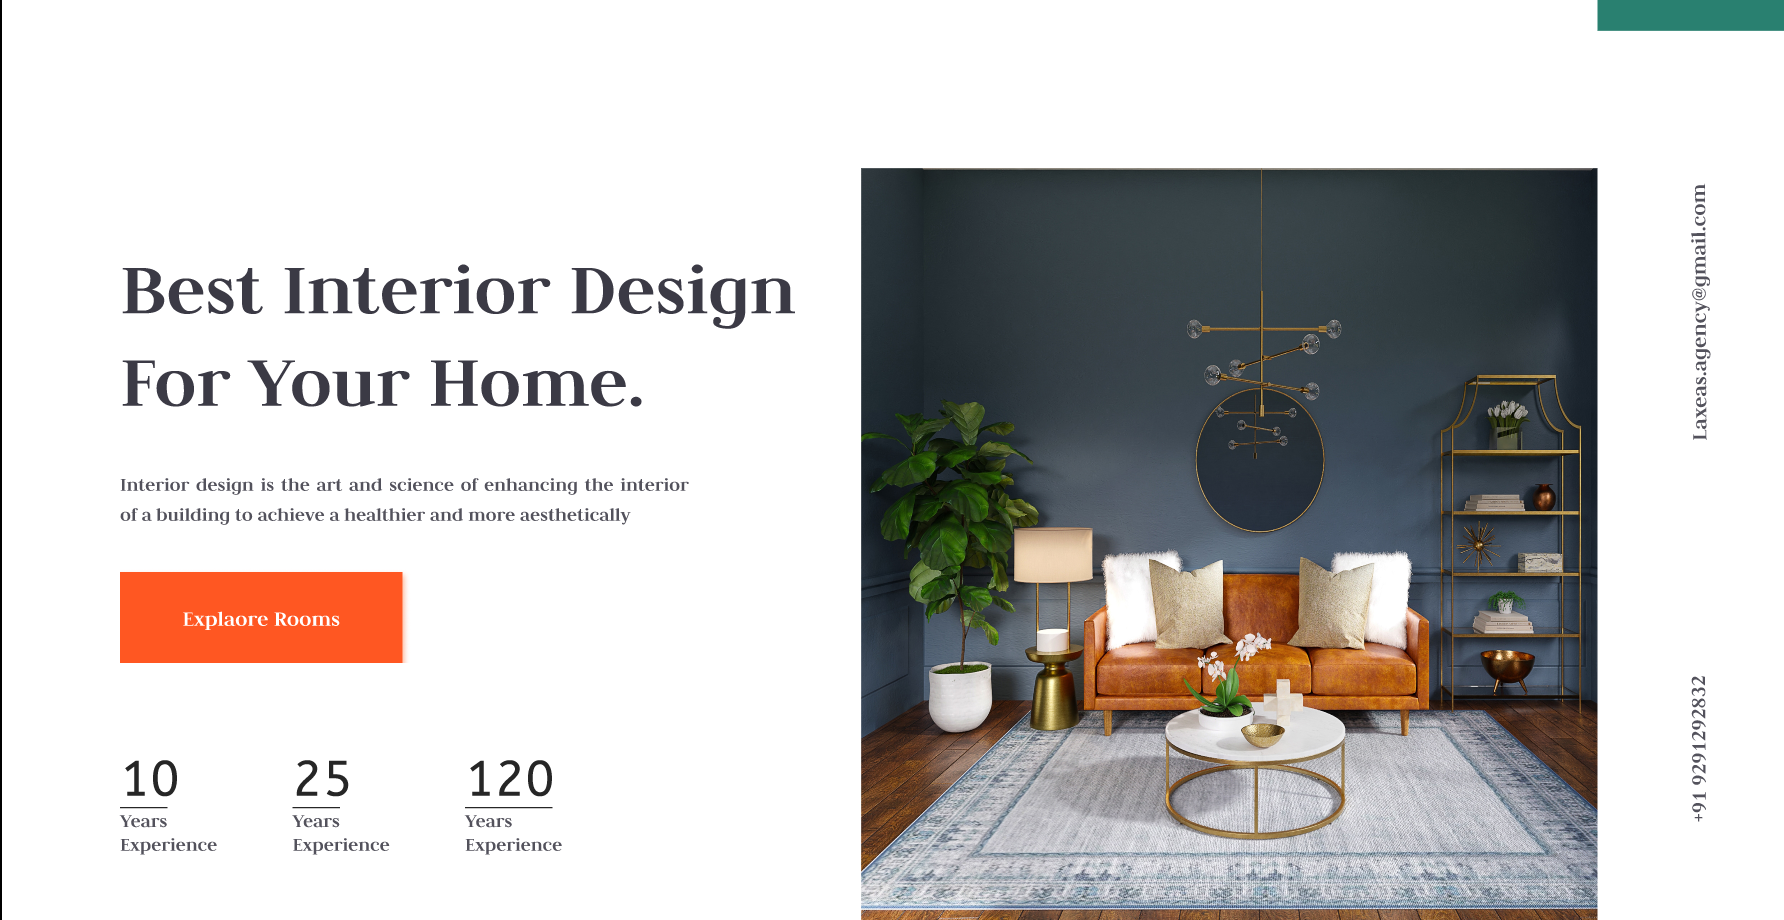 Best Interior Design
For Your Home.
Interior design is the art and science of enhancing the interior
of a building to achieve a healthier and more aesthetically
Explaore Rooms
10
Years
Experience
25
Years
Experience
120
Years
Experience
Laxeas.agency@gmail.com
+91 9291292832